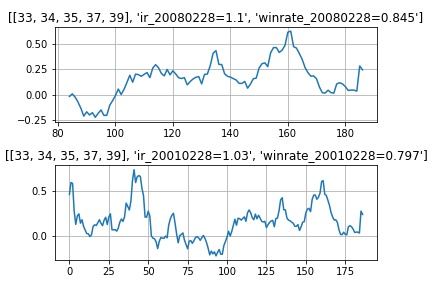 [[33, 34, 35, 37, 39], 'ir_20080228=1.1', 'winrate_20080228=0.845']
0.50
0.25
0.00
−0.25
80 100 120 140 160 180
[[33, 34, 35, 37, 39], 'ir_20010228=1.03', 'winrate_20010228=0.797']
0.5
0.0
0 25 50 75 100 125 150 175